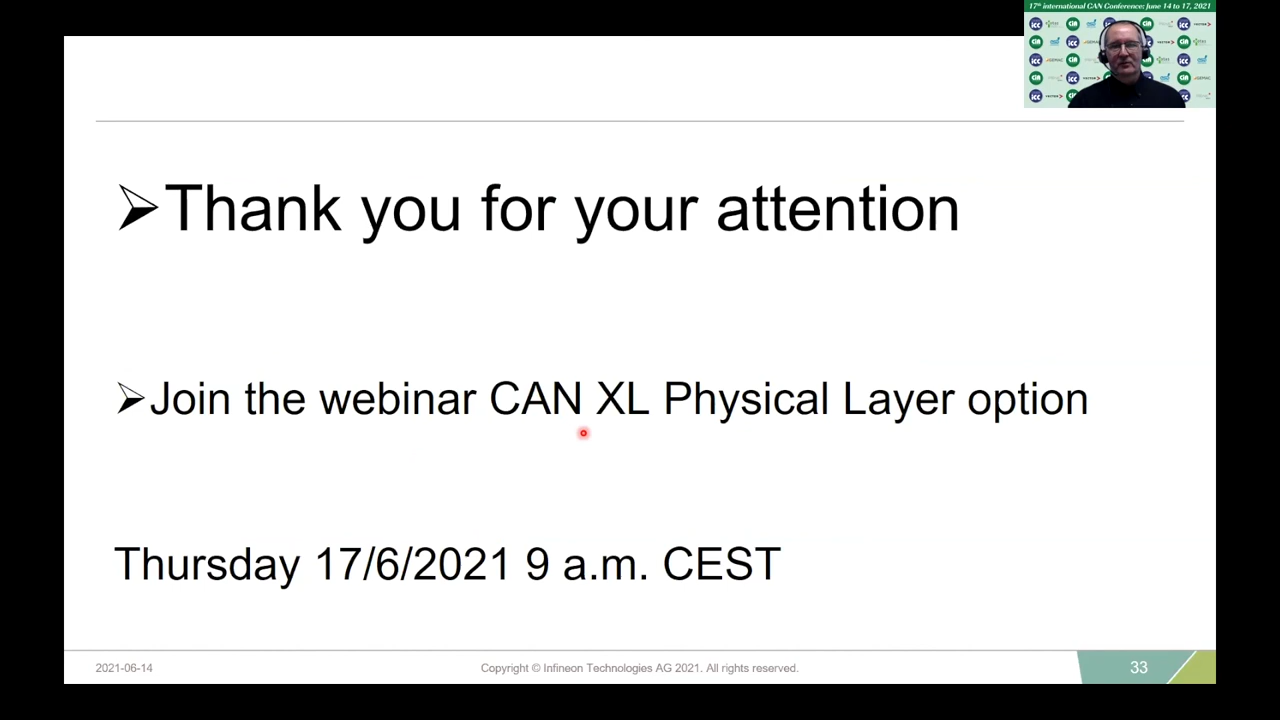 17th international CAN Conference: June 14 to 17, 2021
➢Thank you for your attention
➢Join the webinar CAN XL Physical Layer option
Thursday 17/6/2021 9 a.m. CEST
2021-06-14
Copyright © Infineon Technologies AG 2021. All rights reserved.
33